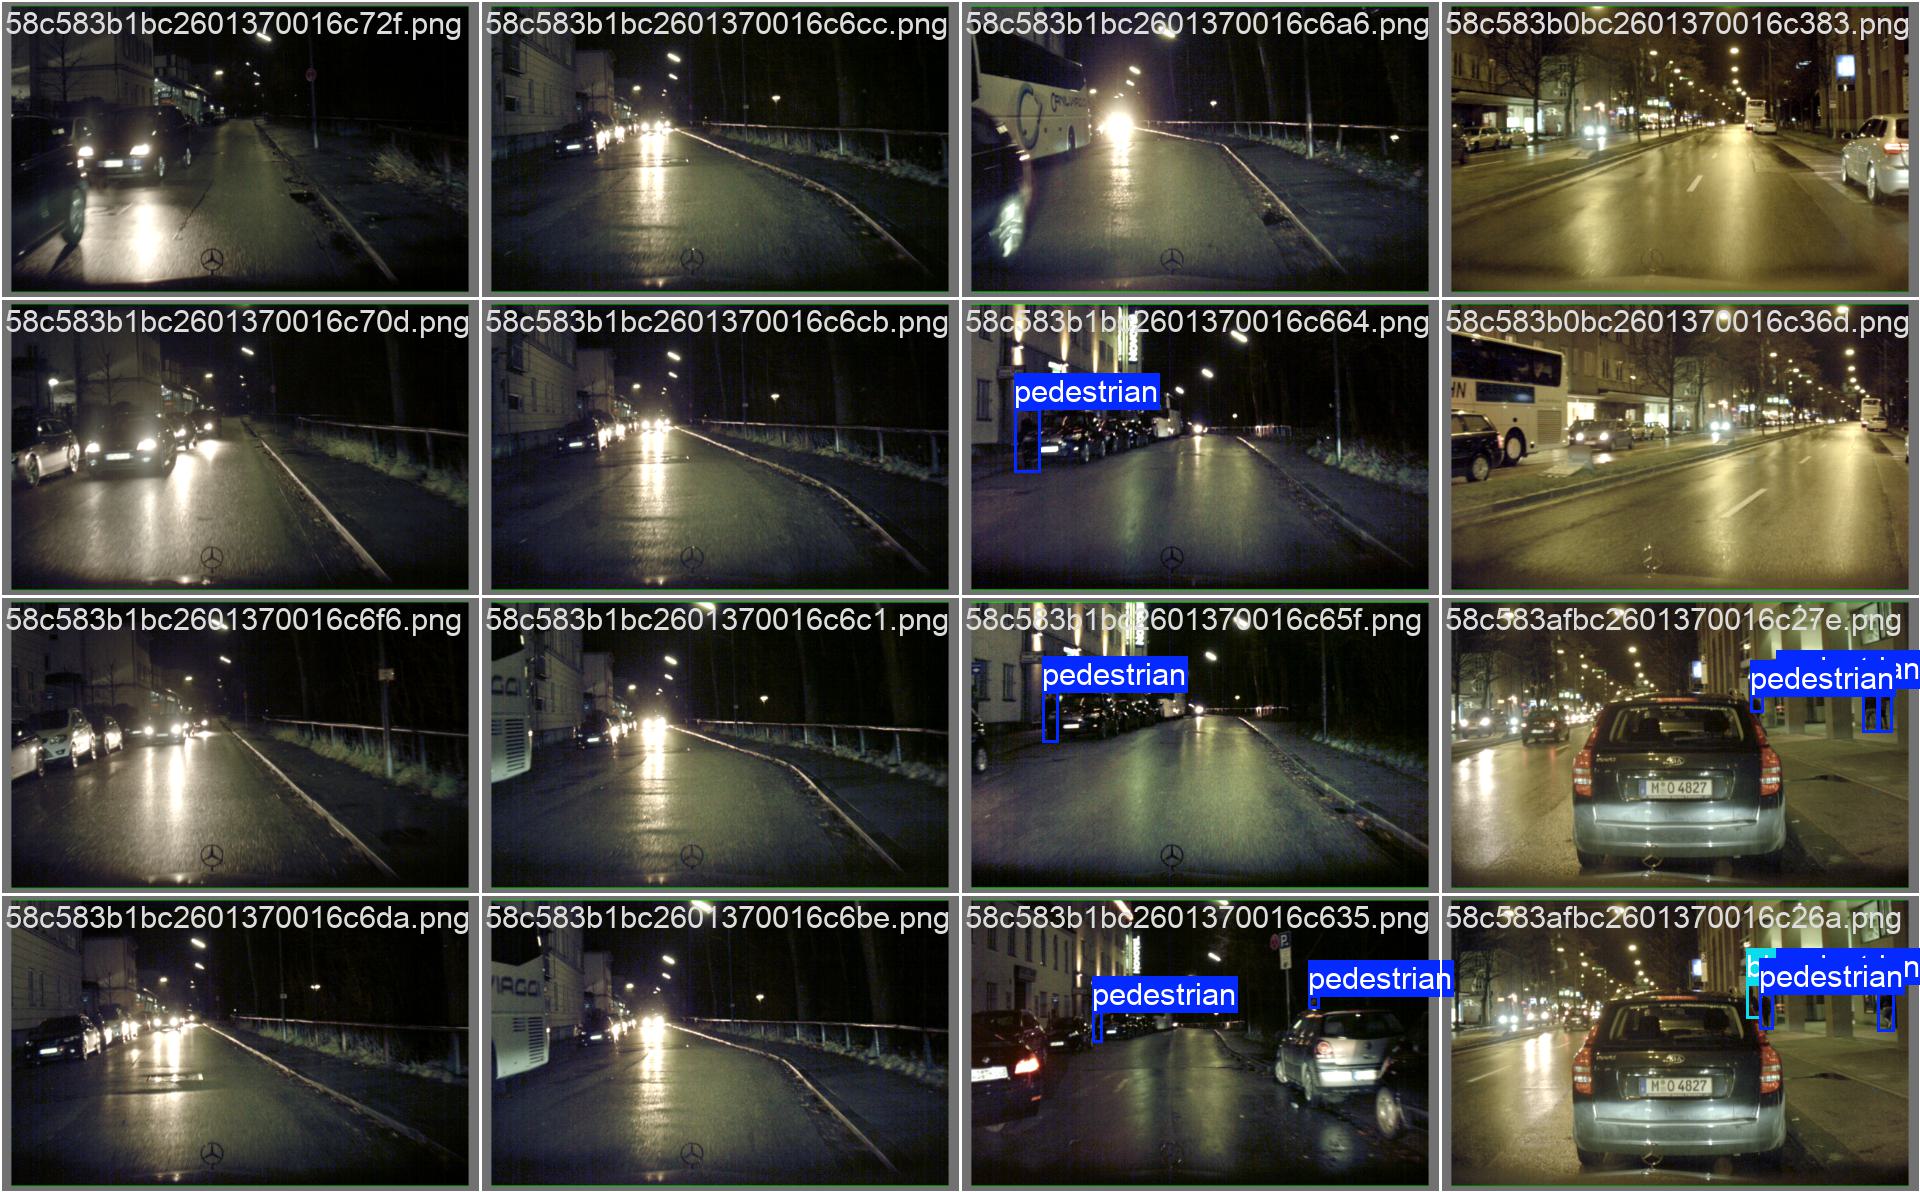 58c583b1bc2601370016c72f.png
58c583b1bc2601370016c6cc.png
58c583b1bc2601370016c6a6.png
58c583b0bc2601370016c383.png
58c583b1bc2601370016c70d.png
58c583b1bc2601370016c6cb.png
58c583b1bc2601370016c664.png
pedestrian
58c583b0bc2601370016c36d.png
58c583b1bc2601370016c6f6.png
58c583b1bc2601370016c6c1.png
58c583b1bc2601370016c65f.png
pedestrian
58c583afbc2601370016c27e.png
pedestrian
M O 4827
58c583b1bc2601370016c6da.png
58c583b1bc2601370016c6be.png
58c583b1bc2601370016c635.png
pedestrian
pedestrian
P
58c583afbc2601370016c26a.png
pedestrian
M O 4827